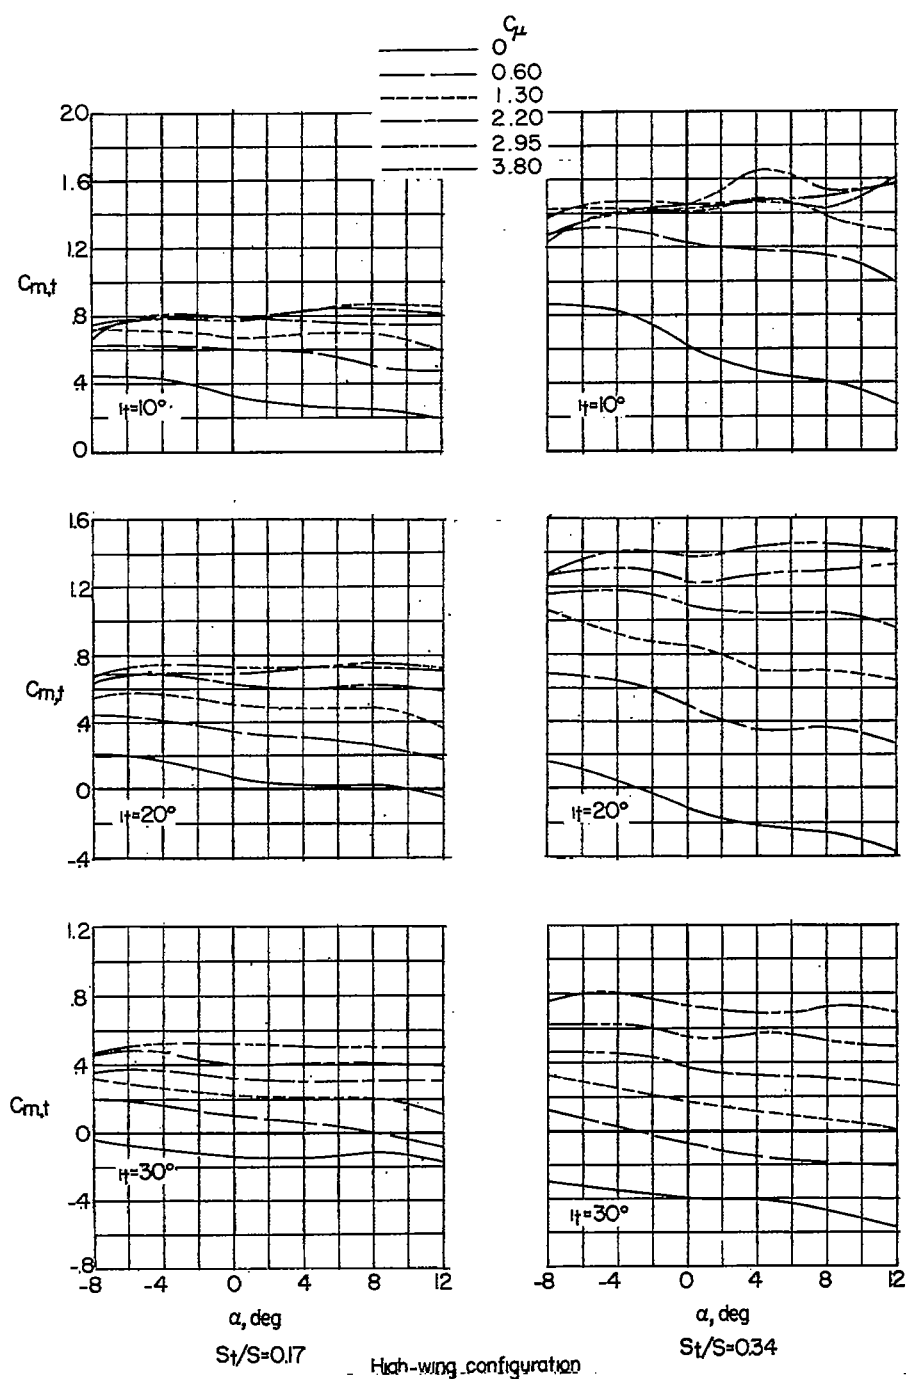 Cμ
0
0.60
1.30
2.20
2.95
3.80
2.0
1.6
1.2
Cm,t
.8
.4
0
it=10°
it=10°
1.6
1.2
.8
Cm,t
.4
0
-.4
it=20°
it=20°
1.2
.8
.4
Cm,t
0
-.4
-.8
it=30°
it=30°
-8 -4 0 4 8 12
-8 -4 0 4 8 12
α, deg
α, deg
St/S=0.17
St/S=0.34
High-wing configuration